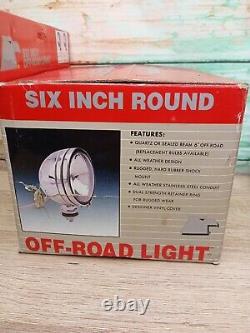 SIX INCH ROUND
FEATURES:
• QUARTZ OR SEALED BEAM 6" OFF-ROAD
(REPLACEMENT BULBS AVAILABLE)
• ALL WEATHER DESIGN
• RUGGED, HARD RUBBER SHOCK
MOUNT
• ALL WEATHER STAINLESS STEEL CONDUIT
• DUAL STRENGTH RETAINER RING
FOR RUGGED WEAR
• DESIGNER VINYL COVER
OFF-ROAD LIGHT